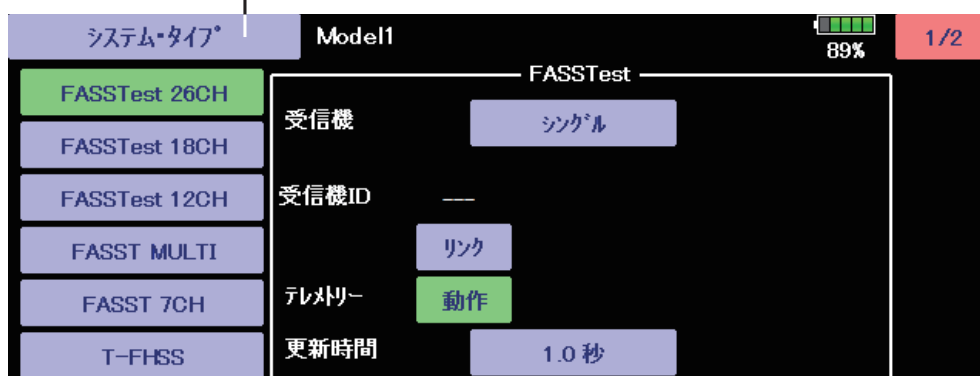 ｼｽﾃﾑ･ﾀｲﾌﾟ Model1 89% 1/2
FASSTest 26CH
FASSTest 18CH
FASSTest 12CH
FASST MULTI
FASST 7CH
T-FHSS
FASSTest
受信機 ｼﾝｸﾞﾙ
受信機ID ---
ﾘﾝｸ
ﾃﾚﾒﾄﾘｰ 動作
更新時間 1.0 秒